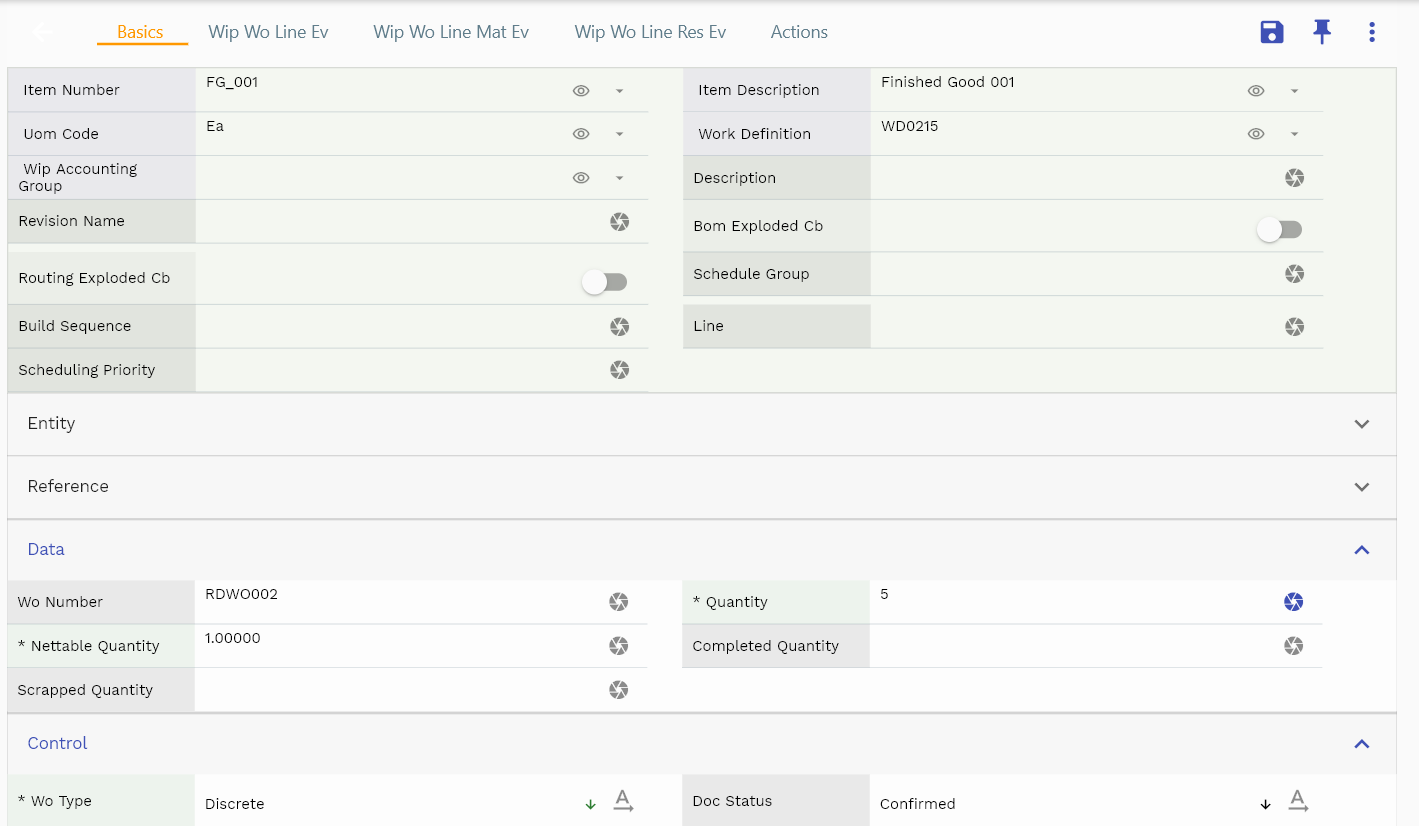 Basics Wip Wo Line Ev Wip Wo Line Mat Ev Wip Wo Line Res Ev Actions
Item Number FG_001 Item Description Finished Good 001
Uom Code Ea Work Definition WD0215
Wip Accounting
Group
Description
Revision Name
Bom Exploded Cb
Routing Exploded Cb
Schedule Group
Build Sequence Line
Scheduling Priority
Entity
Reference
Data
Wo Number RDWO002 * Quantity 5
* Nettable Quantity 1.00000 Completed Quantity
Scrapped Quantity
Control
* Wo Type Discrete A Doc Status Confirmed A